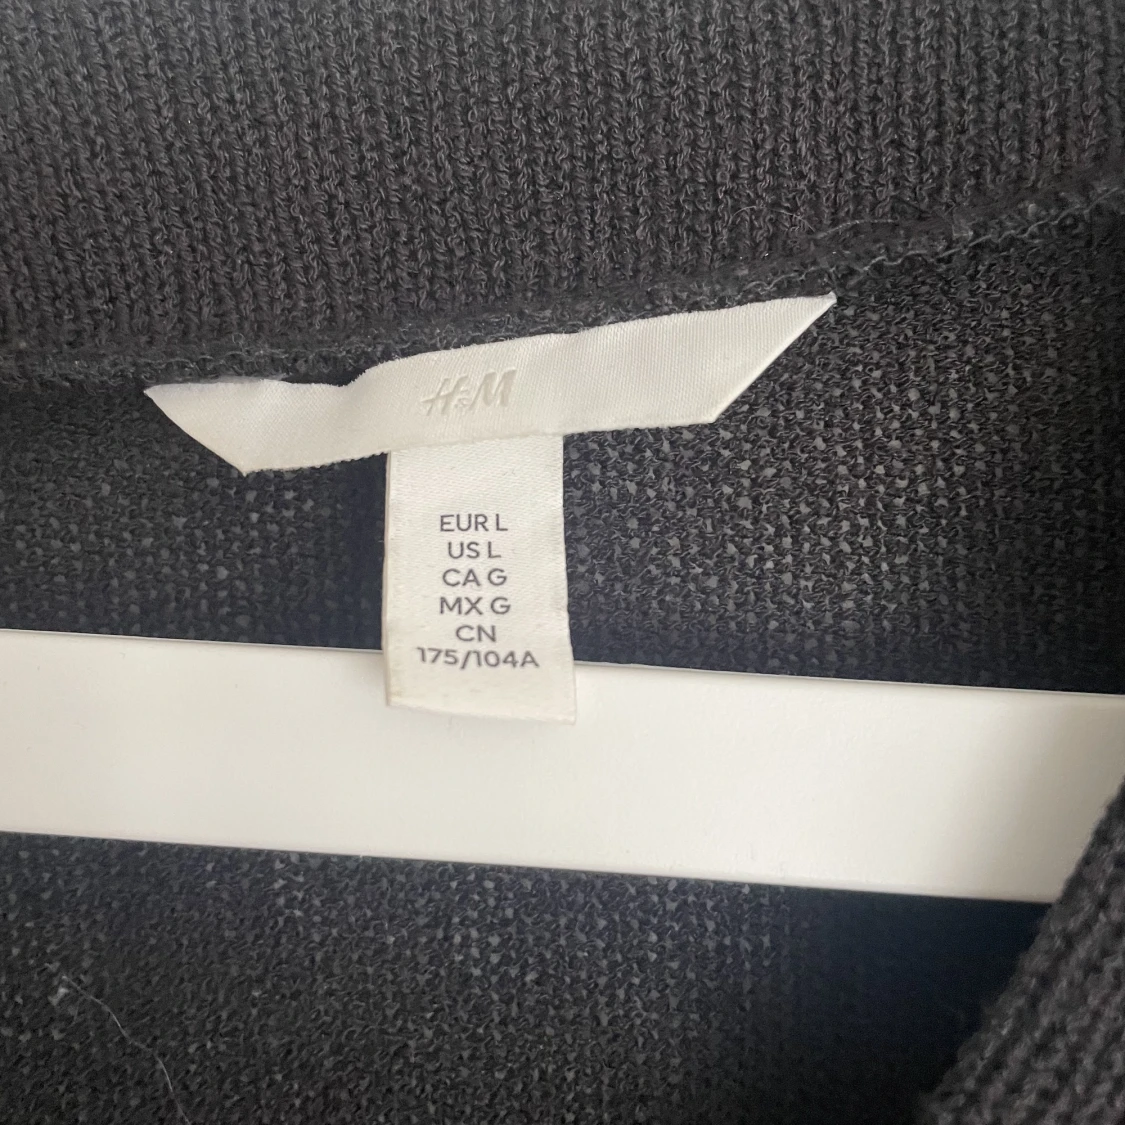 H&M
EUR L
US L
CA G
MX G
CN
175/104A